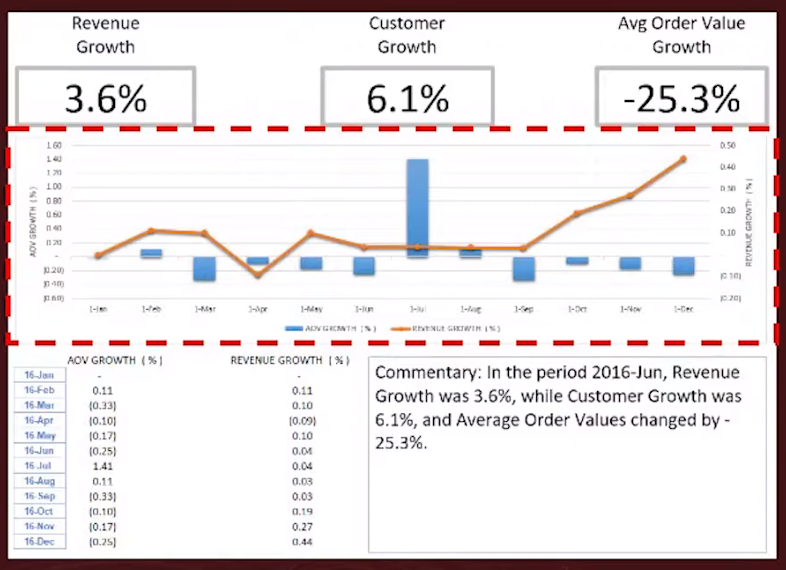 Revenue Growth
Customer Growth
Avg Order Value Growth
3.6%
6.1%
-25.3%
1.60
1.40
1.20
1.00
0.80
0.60
0.40
0.20
-
(0.20)
(0.40)
(0.60)
AOV GROWTH (%)
0.50
0.40
0.30
0.20
0.10
-
(0.10)
(0.20)
REVENUE GROWTH (%)
1-Jan 1-Feb 1-Mar 1-Apr 1-May 1-Jun 1-Jul 1-Aug 1-Sep 1-Oct 1-Nov 1-Dec
AOV GROWTH (%) REVENUE GROWTH (%)
AOV GROWTH (%) REVENUE GROWTH (%)
16-Jan - -
16-Feb 0.11 0.11
16-Mar (0.33) 0.10
16-Apr (0.10) (0.09)
16-May (0.17) 0.10
16-Jun (0.25) 0.04
16-Jul 1.41 0.04
16-Aug 0.11 0.03
16-Sep (0.33) 0.03
16-Oct (0.10) 0.19
16-Nov (0.17) 0.27
16-Dec (0.25) 0.44
Commentary: In the period 2016-Jun, Revenue
Growth was 3.6%, while Customer Growth was
6.1%, and Average Order Values changed by -
25.3%.